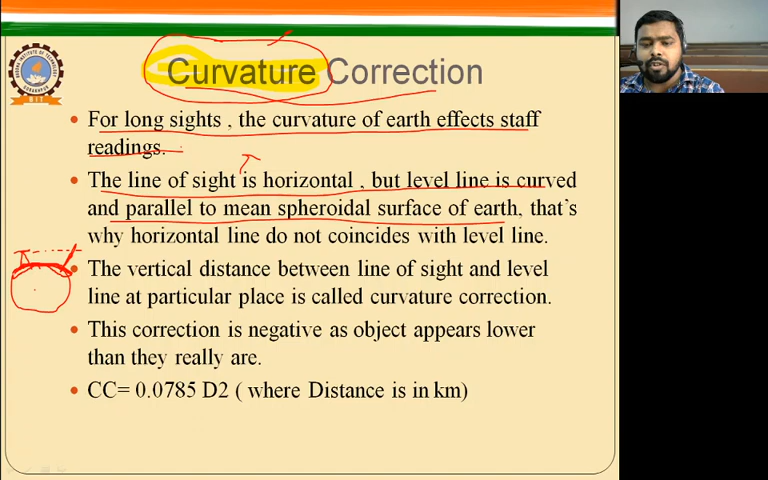 Curvature Correction
• For long sights , the curvature of earth effects staff
readings.
• The line of sight is horizontal , but level line is curved
and parallel to mean spheroidal surface of earth, that's
why horizontal line do not coincides with level line.
• The vertical distance between line of sight and level
line at particular place is called curvature correction.
• This correction is negative as object appears lower
than they really are.
• CC= 0.0785 D2 ( where Distance is in km)
BIT